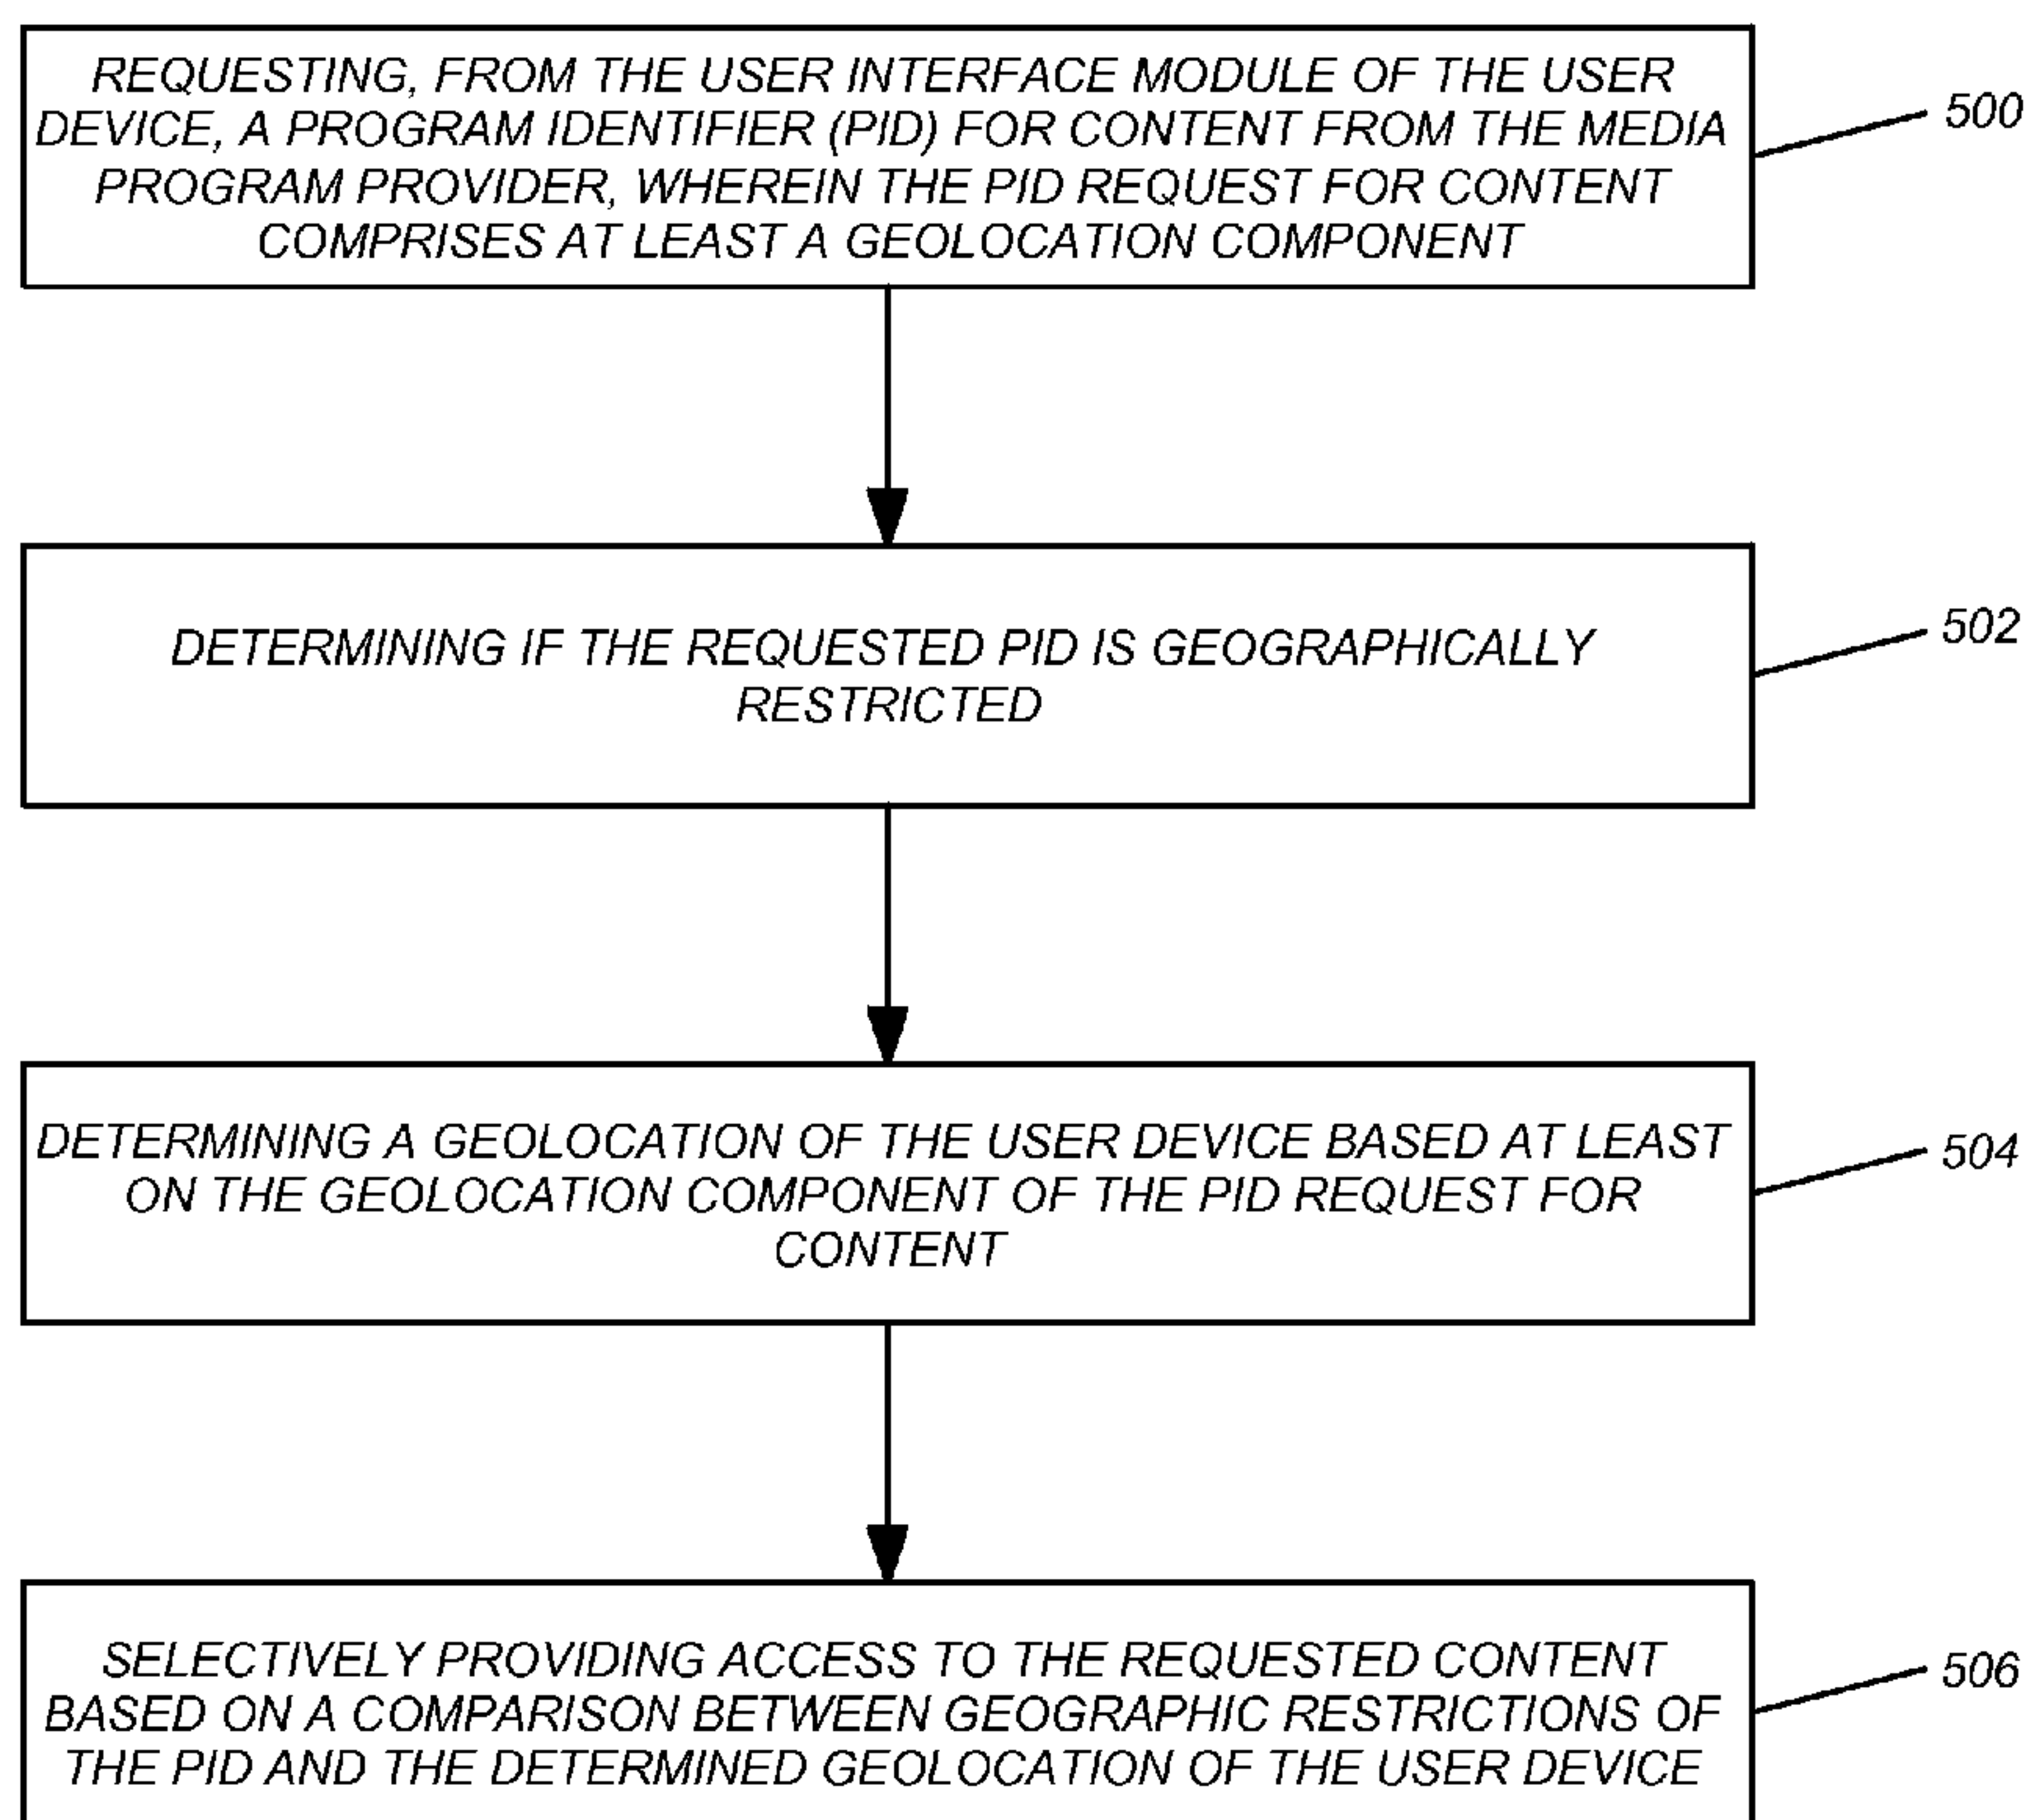 REQUESTING, FROM THE USER INTERFACE MODULE OF THE USER
DEVICE, A PROGRAM IDENTIFIER (PID) FOR CONTENT FROM THE MEDIA
PROGRAM PROVIDER, WHEREIN THE PID REQUEST FOR CONTENT
COMPRISES AT LEAST A GEOLOCATION COMPONENT
500
DETERMINING IF THE REQUESTED PID IS GEOGRAPHICALLY
RESTRICTED
502
DETERMINING A GEOLOCATION OF THE USER DEVICE BASED AT LEAST
ON THE GEOLOCATION COMPONENT OF THE PID REQUEST FOR
CONTENT
504
SELECTIVELY PROVIDING ACCESS TO THE REQUESTED CONTENT
BASED ON A COMPARISON BETWEEN GEOGRAPHIC RESTRICTIONS OF
THE PID AND THE DETERMINED GEOLOCATION OF THE USER DEVICE
506